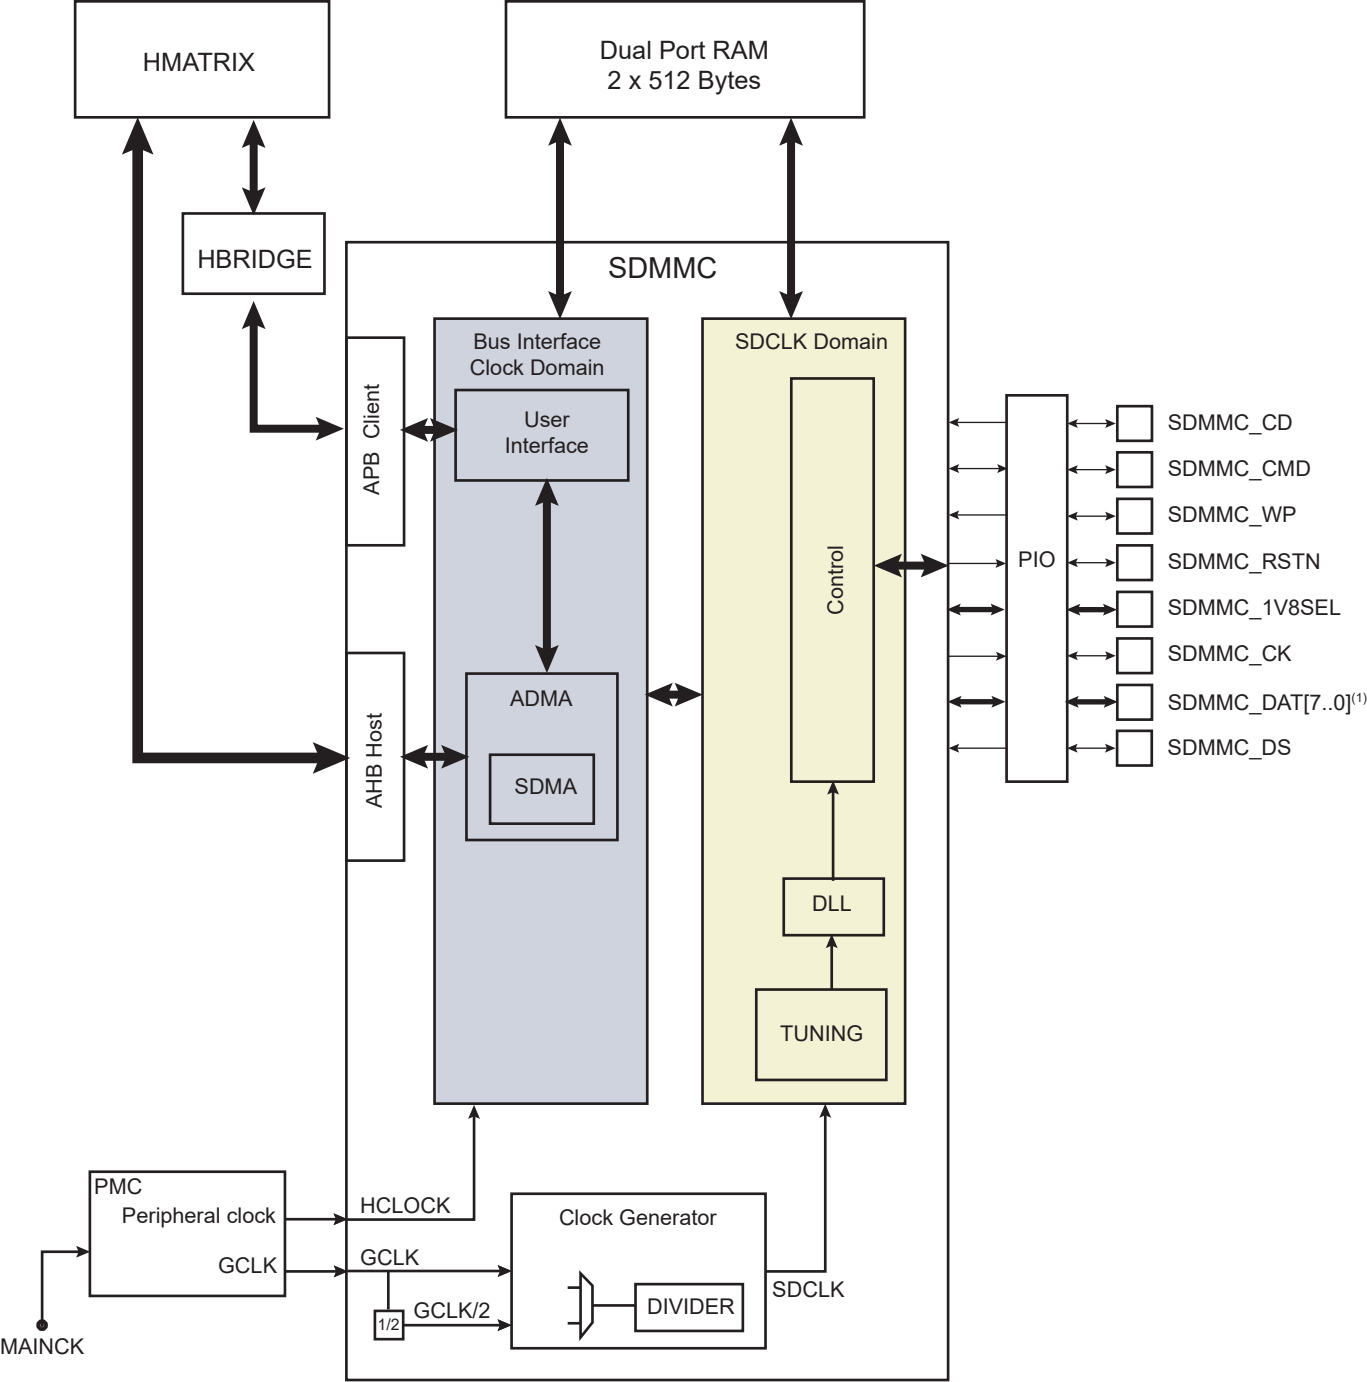 HMATRIX
Dual Port RAM
2 x 512 Bytes
HBRIDGE
SDMMC
Bus Interface
Clock Domain
SDCLK Domain
APB Client
User
Interface
Control
PIO
SDMMC_CD
SDMMC_CMD
SDMMC_WP
SDMMC_RSTN
SDMMC_1V8SEL
SDMMC_CK
SDMMC_DAT[7..0](1)
SDMMC_DS
AHB Host
ADMA
SDMA
DLL
TUNING
PMC
Peripheral clock
GCLK
HCLOCK
GCLK
1/2
GCLK/2
Clock Generator
DIVIDER
SDCLK
MAINCK